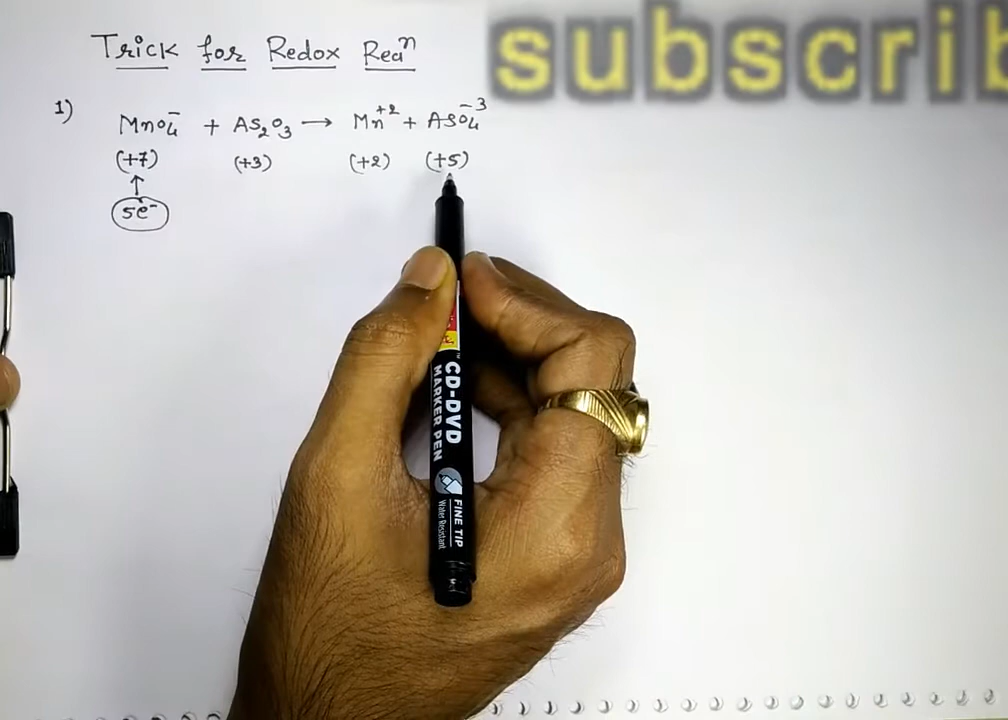 Trick for Redox Reaⁿ
subscrib
1) MnO₄⁻ + As₂O₃ → Mn⁺² + AsO₄⁻³
(+7) (+3) (+2) (+5)
↑
5e⁻
CD-DVD
MARKER PEN
FINE TIP
Water Resistant